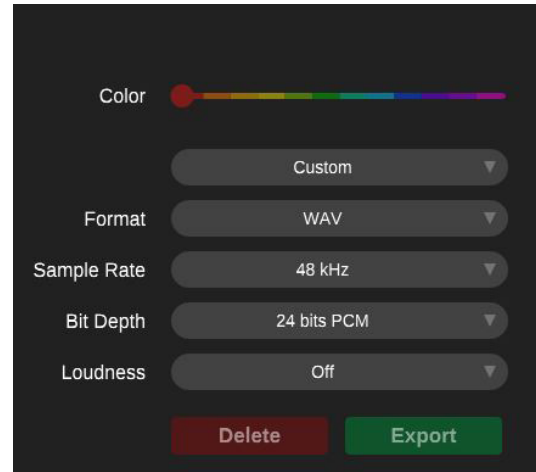 Color
Custom
Format WAV
Sample Rate 48 kHz
Bit Depth 24 bits PCM
Loudness Off
Delete Export